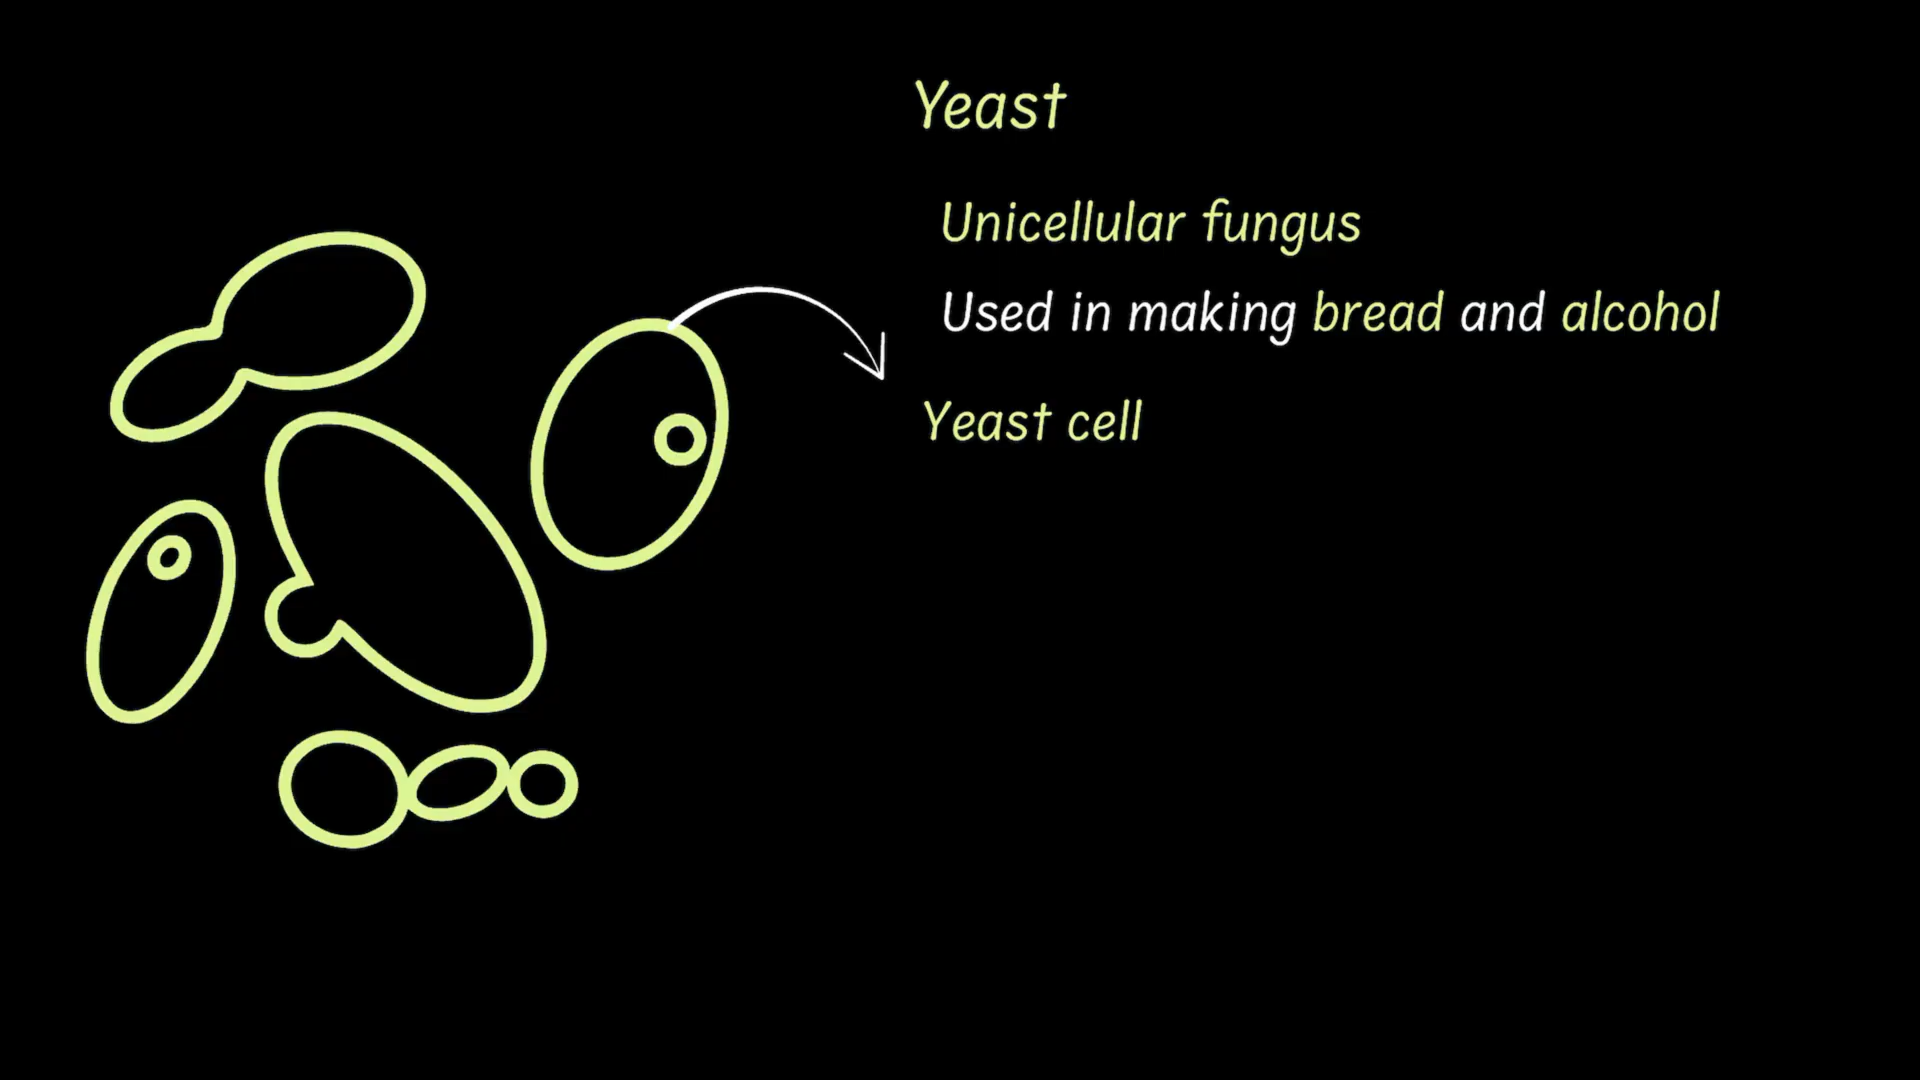 Yeast
Unicellular fungus
Used in making bread and alcohol
Yeast cell